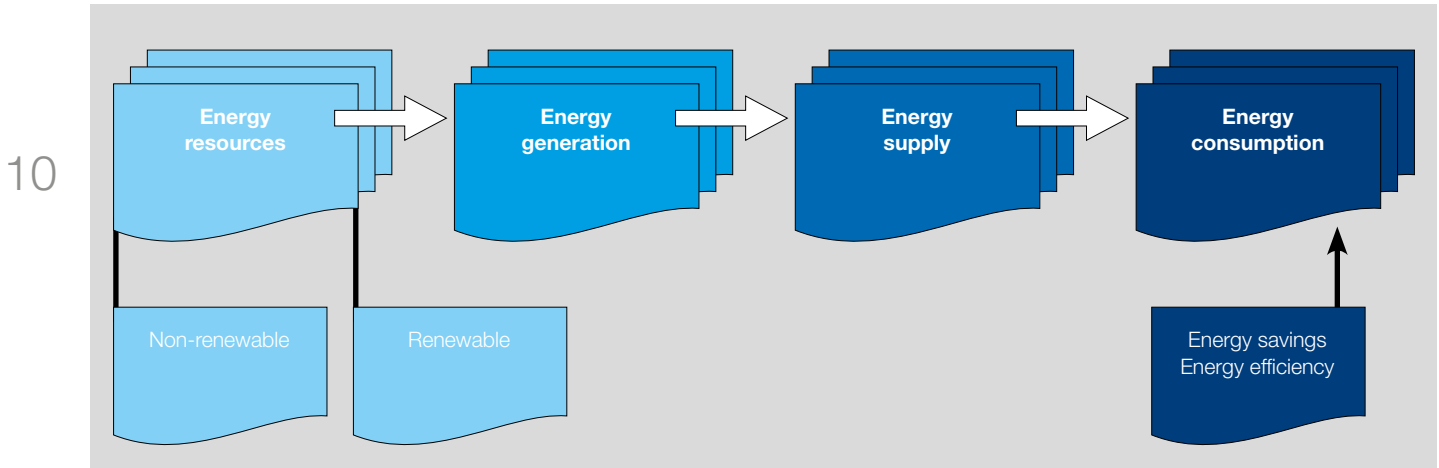 10
Energy
resources
Energy
generation
Energy
supply
Energy
consumption
Non-renewable
Renewable
Energy savings
Energy efficiency